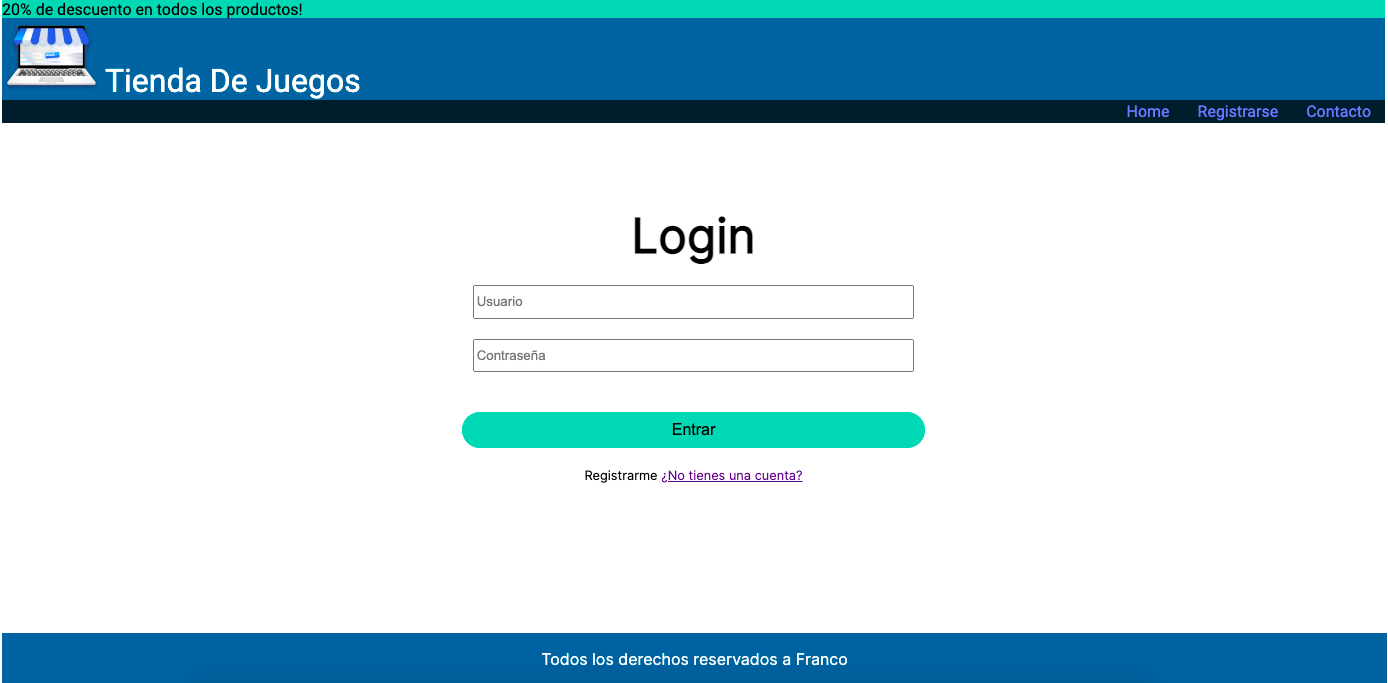 20% de descuento en todos los productos!
Tienda De Juegos
Home Registrarse Contacto
Login
Usuario
Contraseña
Entrar
Registrarme ¿No tienes una cuenta?
Todos los derechos reservados a Franco